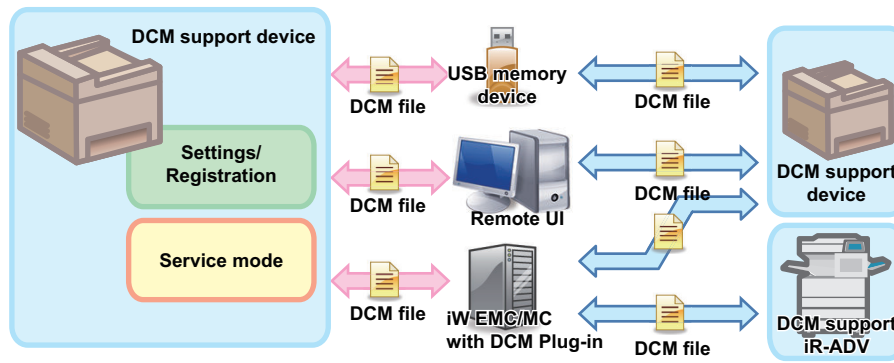 DCM support device
Settings/
Registration
Service mode
DCM file
DCM file
DCM file
USB memory
device
Remote UI
iW EMC/MC
with DCM Plug-in
DCM file
DCM file
DCM file
DCM support
device
DCM support
iR-ADV